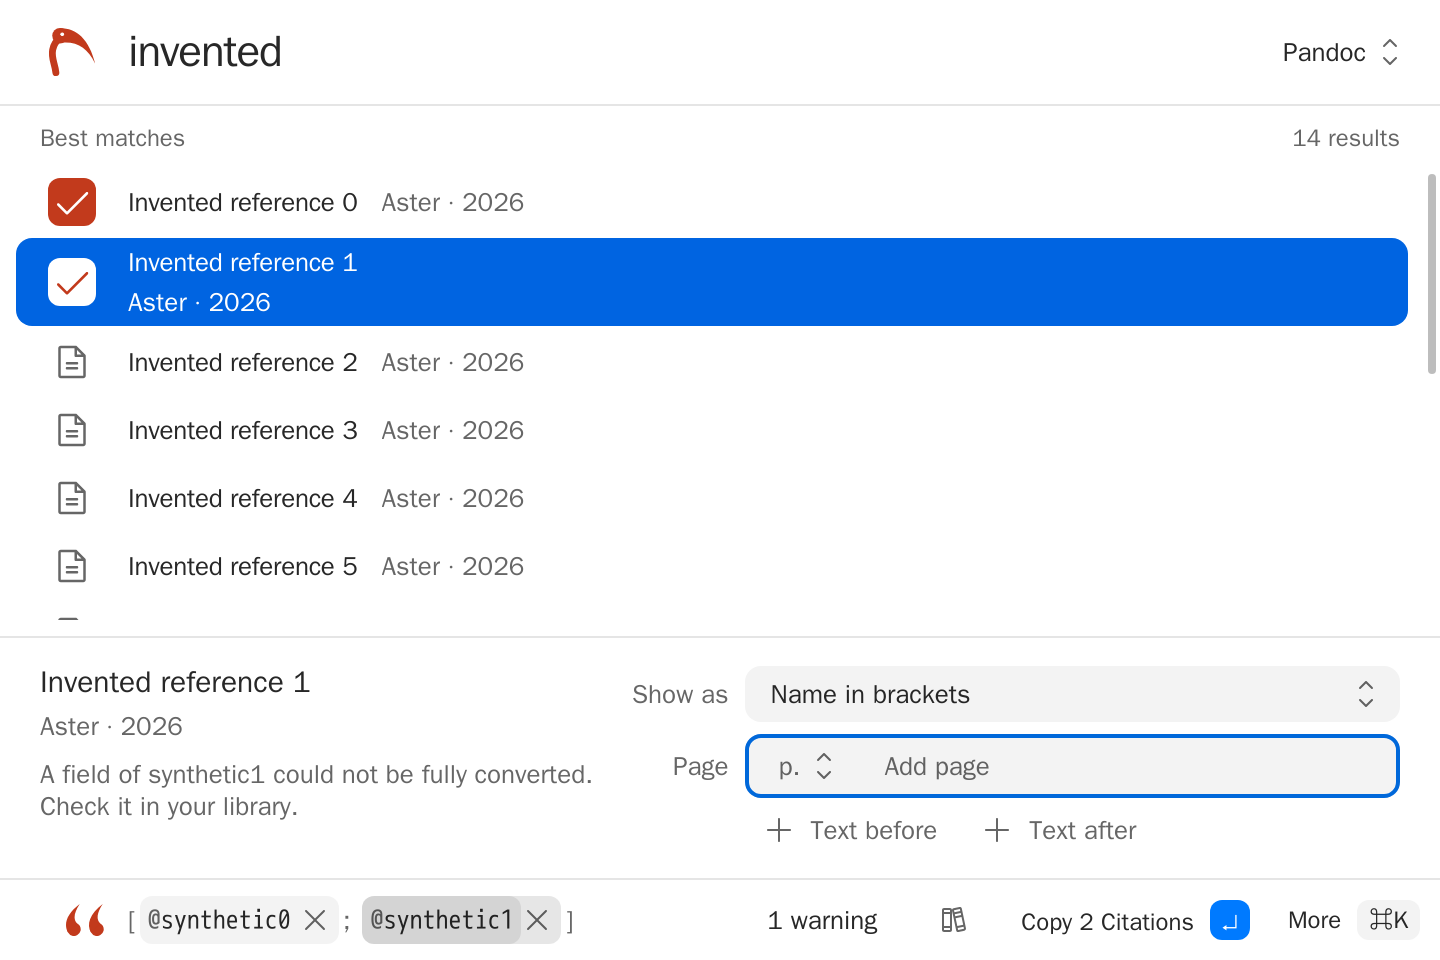 invented
Pandoc
Best matches
14 results
Invented reference 0 Aster · 2026
Invented reference 1
Aster · 2026
Invented reference 2 Aster · 2026
Invented reference 3 Aster · 2026
Invented reference 4 Aster · 2026
Invented reference 5 Aster · 2026
Invented reference 1
Aster · 2026
A field of synthetic1 could not be fully converted.
Check it in your library.
Show as Name in brackets
Page p. Add page
Text before Text after
[ @synthetic0 ; @synthetic1 ]
1 warning
Copy 2 Citations
More ⌘K